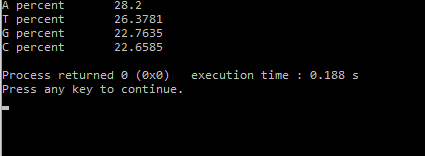 A percent 28.2
T percent 26.3781
G percent 22.7635
C percent 22.6585
Process returned 0 (0x0) execution time : 0.188 s
Press any key to continue.